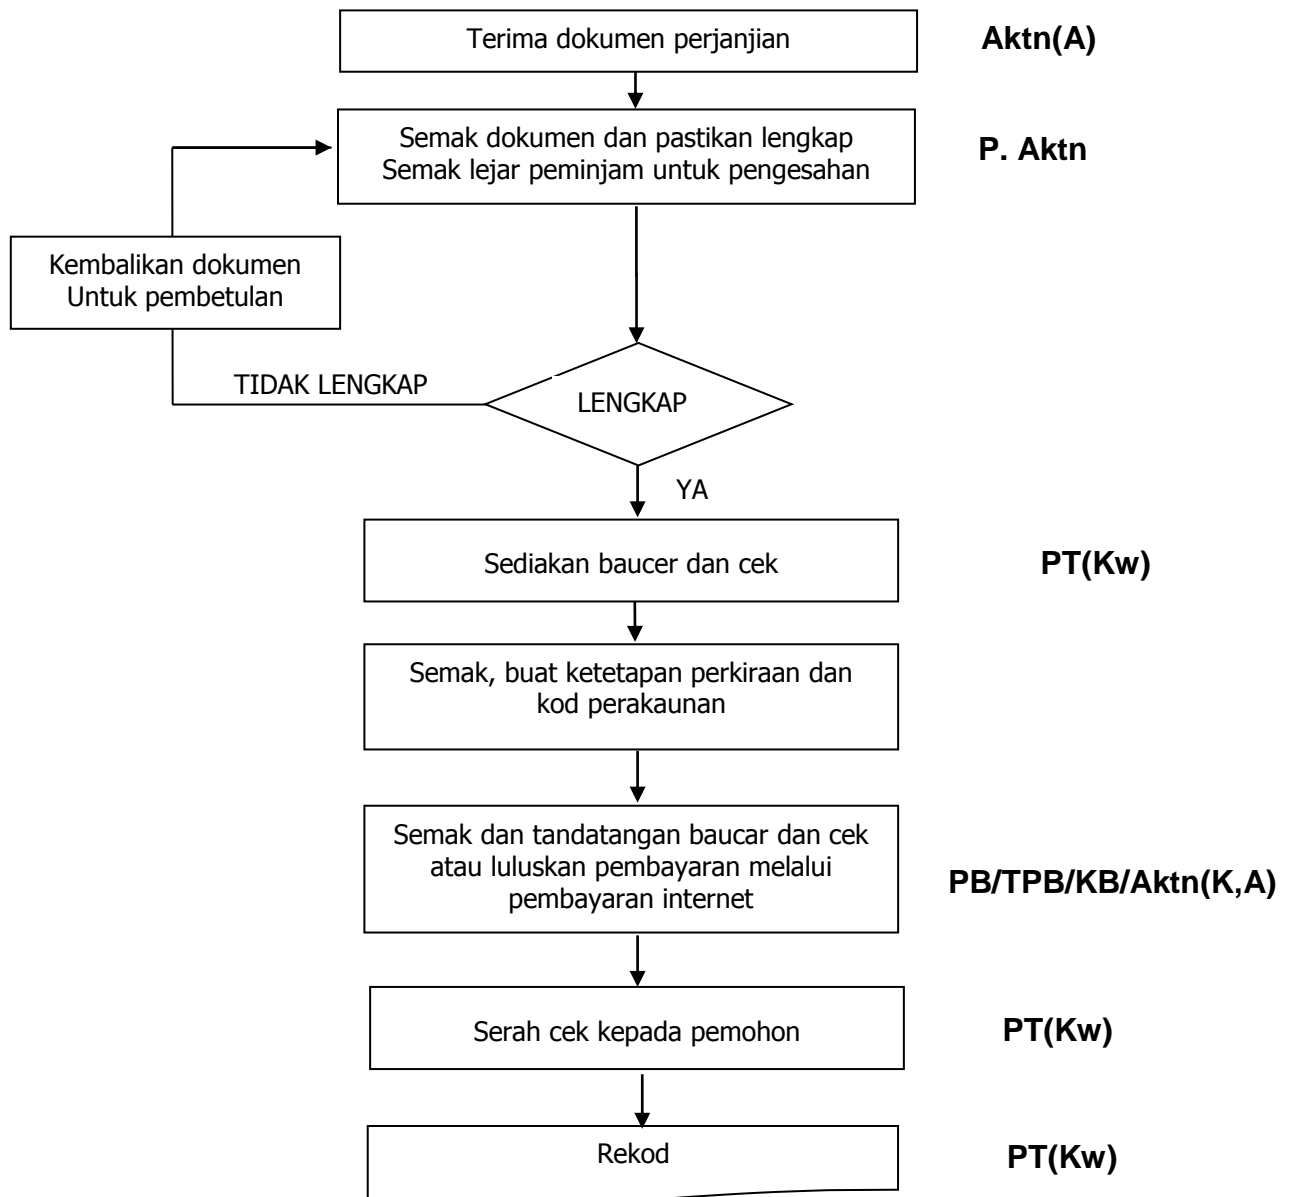 Terima dokumen perjanjian
Aktn(A)
Semak dokumen dan pastikan lengkap
Semak lejar peminjam untuk pengesahan
P. Aktn
Kembalikan dokumen
Untuk pembetulan
TIDAK LENGKAP
LENGKAP
YA
Sediakan baucer dan cek
PT(Kw)
Semak, buat ketetapan perkiraan dan
kod perakaunan
Semak dan tandatangan baucar dan cek
atau luluskan pembayaran melalui
pembayaran internet
PB/TPB/KB/Aktn(K,A)
Serah cek kepada pemohon
PT(Kw)
Rekod
PT(Kw)